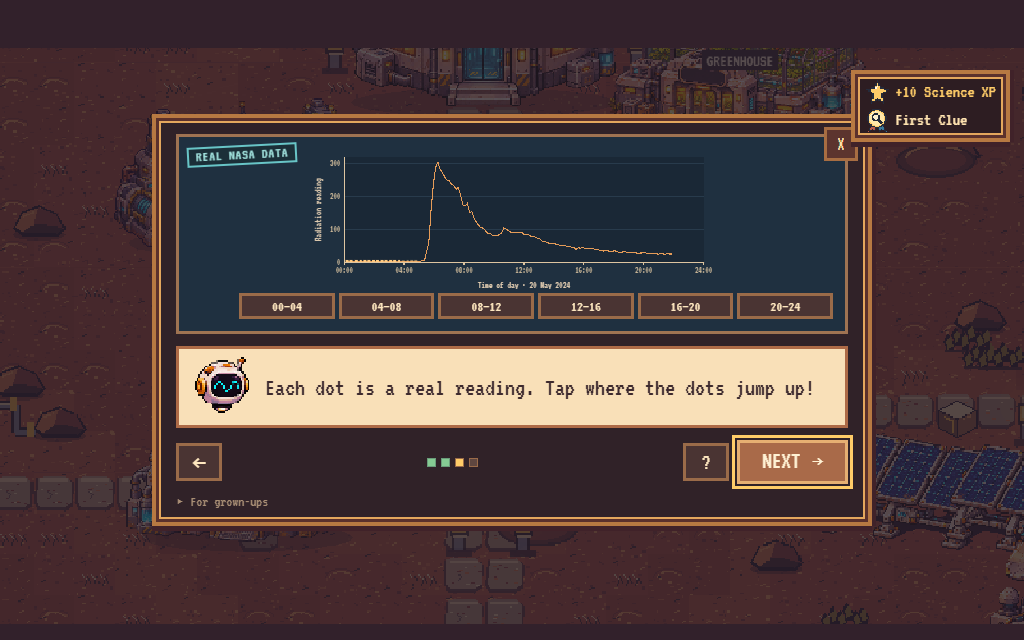 GREENHOUSE
+10 Science XP
First Clue
X
REAL NASA DATA
Radiation reading
300
200
100
0
00:00 04:00 08:00 12:00 16:00 20:00 24:00
Time of day · 20 May 2024
00–04 04–08 08–12 12–16 16–20 20–24
Each dot is a real reading. Tap where the dots jump up!
← ? NEXT →
▸ For grown-ups